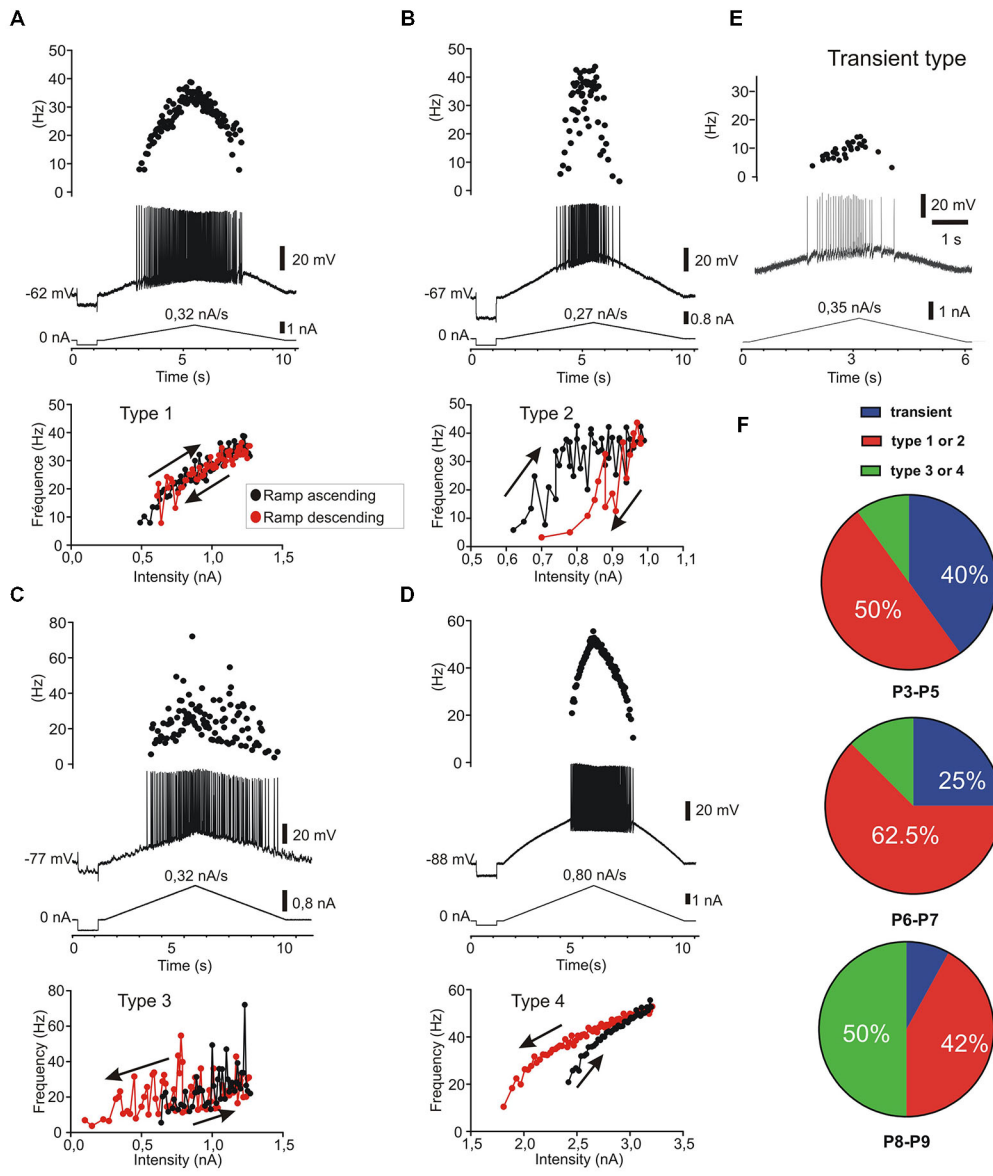 A
50
40
30
20
10
0
(Hz)
20 mV
-62 mV
0,32 nA/s
1 nA
0 nA
0 5 10
Time (s)
Type 1
50
40
30
20
10
0
Fréquence (Hz)
Ramp ascending
Ramp descending
0,0 0,5 1,0 1,5
Intensity (nA)
B
50
40
30
20
10
0
(Hz)
20 mV
-67 mV
0,27 nA/s
0.8 nA
0 nA
0 5 10
Time (s)
Type 2
50
40
30
20
10
0
Fréquence (Hz)
0,5 0,6 0,7 0,8 0,9 1,0 1,1
Intensity (nA)
E
Transient type
50
40
30
20
10
0
(Hz)
20 mV
1 s
0,35 nA/s
1 nA
0 3 6
Time (s)
F
transient
type 1 or 2
type 3 or 4
40%
50%
P3-P5
25%
62.5%
P6-P7
50%
42%
P8-P9
C
80
60
40
20
0
(Hz)
20 mV
-77 mV
0,32 nA/s
0,8 nA
0 nA
0 5 10
Time (s)
Type 3
80
60
40
20
0
Frequency (Hz)
0,0 0,5 1,0 1,5
Intensity (nA)
D
60
40
20
0
(Hz)
20 mV
-88 mV
0,80 nA/s
1 nA
0 nA
0 5 10
Time(s)
Type 4
60
40
20
0
Frequency (Hz)
1,5 2,0 2,5 3,0 3,5
Intensity (nA)